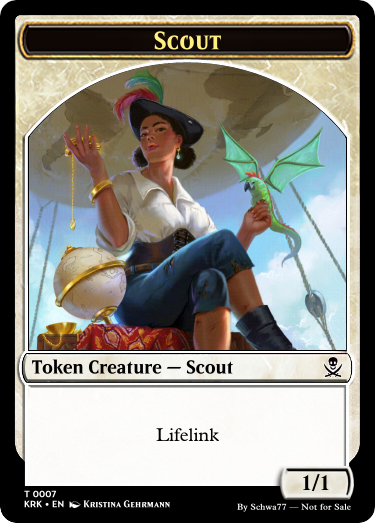 Scout
Token Creature — Scout
Lifelink
1/1
T 0007
KRK • EN Kristina Gehrmann
By Schwa77 — Not for Sale